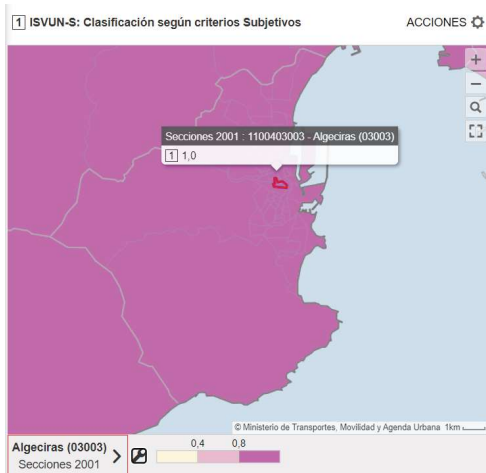 1 ISVUN-S: Clasificación según criterios Subjetivos
ACCIONES
Secciones 2001 : 1100403003 - Algeciras (03003)
1 1,0
© Ministerio de Transportes, Movilidad y Agenda Urbana 1km
Algeciras (03003)
Secciones 2001
0,4 0,8